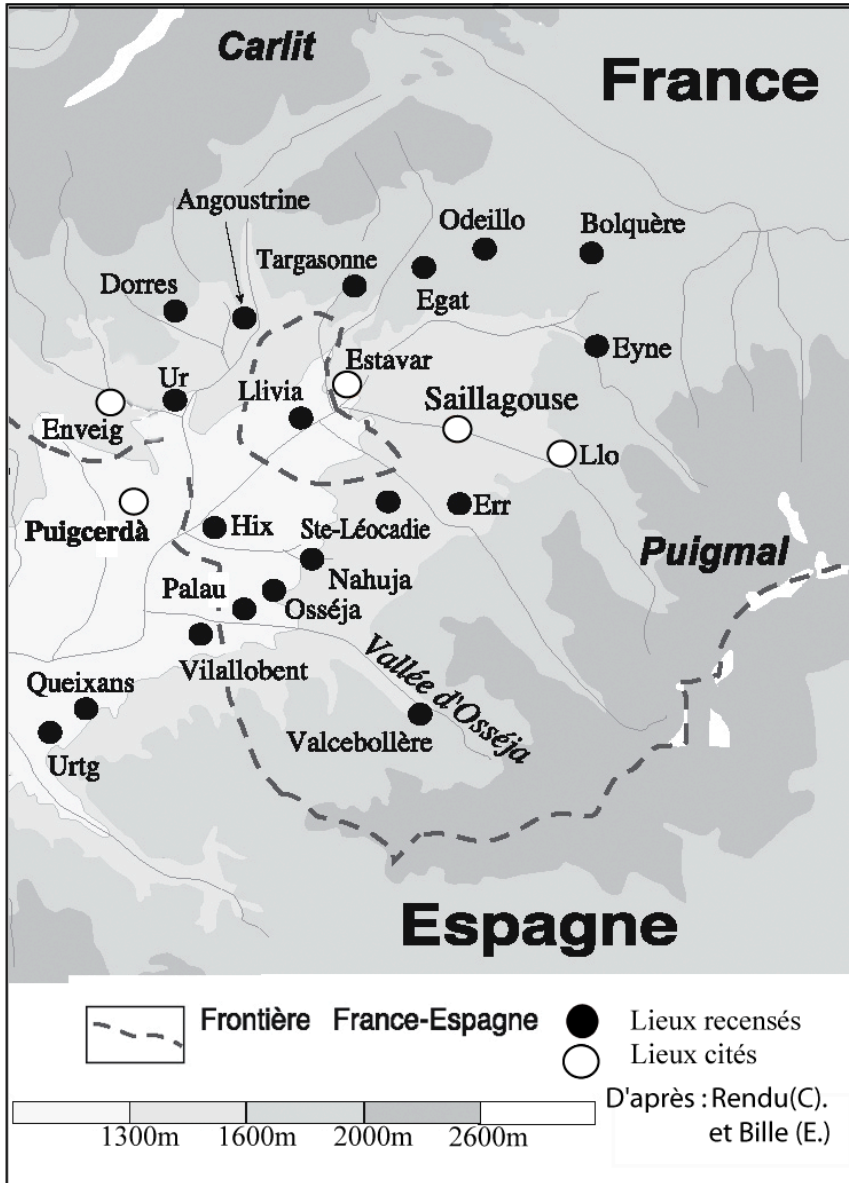 Carlit
France
Angoustrine
Odeillo
Bolquère
Targasonne
Dorres
Egat
Eyne
Estavar
Ur
Llivia
Saillagouse
Enveig
Llo
Puigcerdà
Hix
Ste-Léocadie
Err
Puigmal
Nahuja
Palau
Osséja
Vilallobent
Vallée d'Osséja
Queixans
Valcebollère
Urtg
Espagne
Frontière France-Espagne
Lieux recensés
Lieux cités
D'après : Rendu(C).
et Bille (E.)
1300m 1600m 2000m 2600m